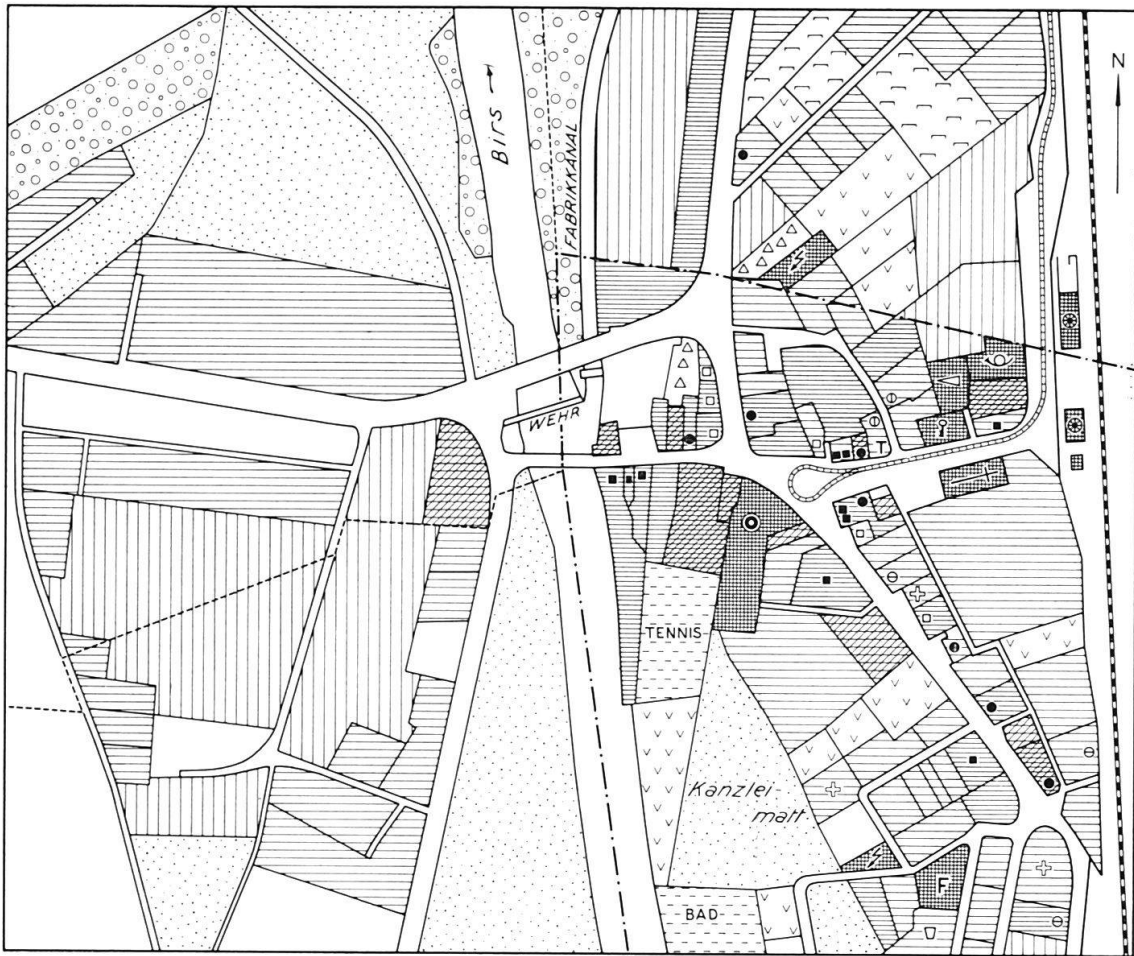 N
Birs
FABRIKKANAL
WEHR
T
TENNIS
Kanzlei-
matt
F
BAD